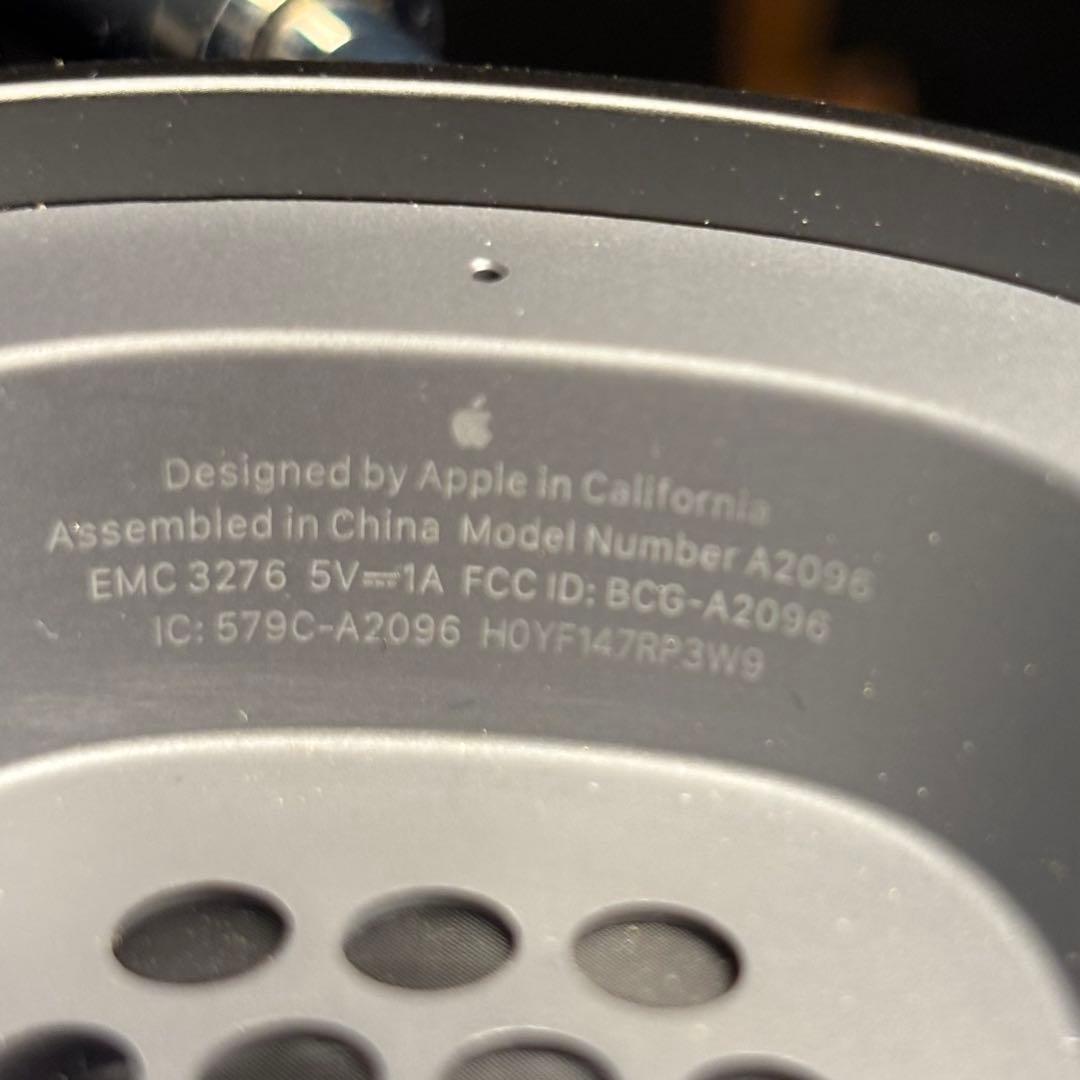 Designed by Apple in California
Assembled in China Model Number A2096
EMC 3276 5V⎓1A FCC ID: BCG-A2096
IC: 579C-A2096 H0YF147RP3W9